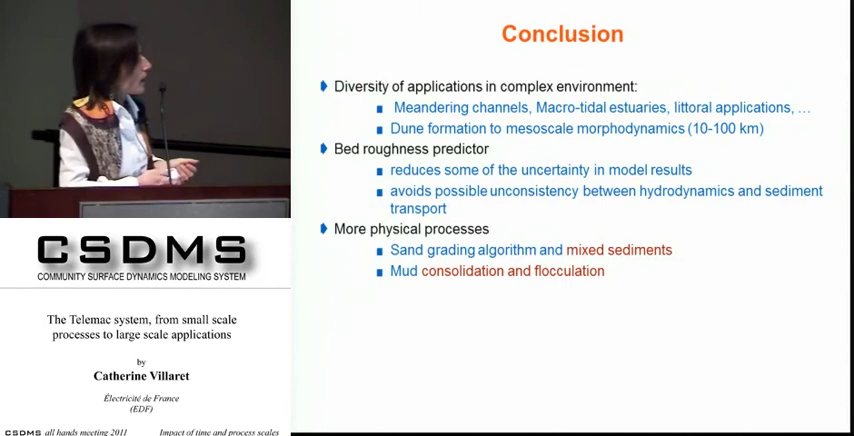 Conclusion
Diversity of applications in complex environment:
Meandering channels, Macro-tidal estuaries, littoral applications, …
Dune formation to mesoscale morphodynamics (10-100 km)
Bed roughness predictor
reduces some of the uncertainty in model results
avoids possible unconsistency between hydrodynamics and sediment
transport
More physical processes
Sand grading algorithm and mixed sediments
Mud consolidation and flocculation
CSDMS
COMMUNITY SURFACE DYNAMICS MODELING SYSTEM
The Telemac system, from small scale
processes to large scale applications
by
Catherine Villaret
Électricité de France
(EDF)
CSDMS all hands meeting 2011 Impact of time and process scales